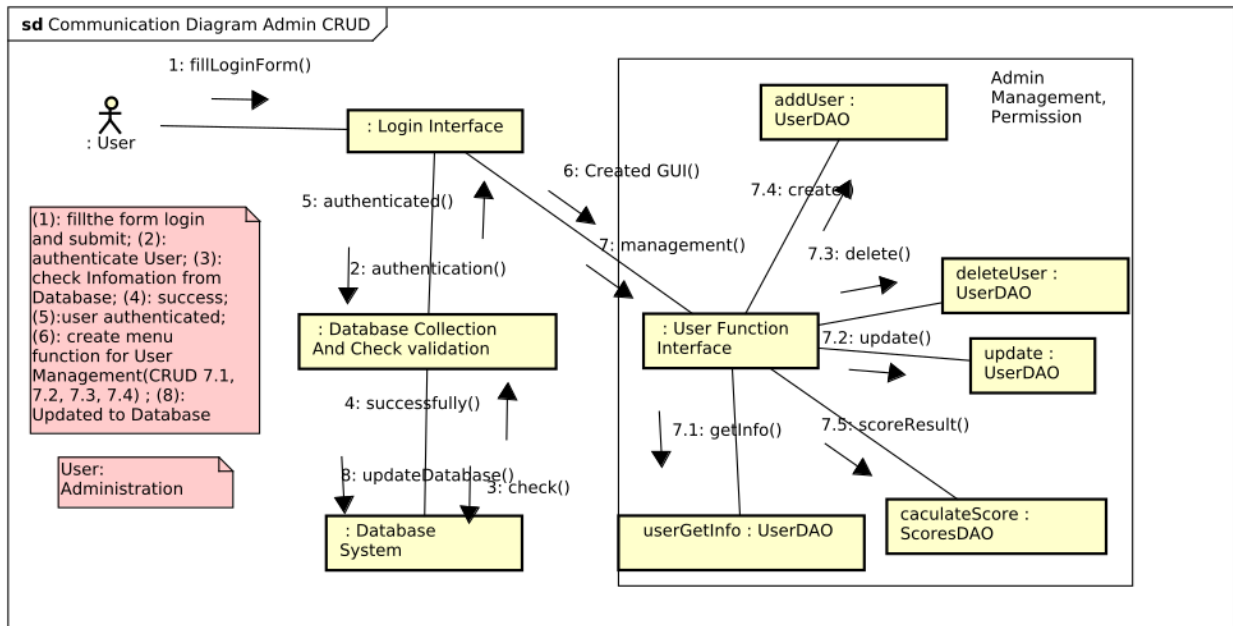 sd Communication Diagram Admin CRUD
1: fillLoginForm()
: User
: Login Interface
Admin
Management,
Permission
addUser :
UserDAO
6: Created GUI()
7.4: create()
5: authenticated()
7: management()
7.3: delete()
(1): fillthe form login
and submit; (2):
authenticate User; (3):
check Infomation from
Database; (4): success;
(5):user authenticated;
(6): create menu
function for User
Management(CRUD 7.1,
7.2, 7.3, 7.4) ; (8):
Updated to Database
2: authentication()
deleteUser :
UserDAO
: Database Collection
And Check validation
: User Function
Interface
7.2: update()
update :
UserDAO
4: successfully()
7.1: getInfo()
7.5: scoreResult()
User:
Administration
8: updateDatabase()
3: check()
: Database
System
userGetInfo : UserDAO
caculateScore :
ScoresDAO